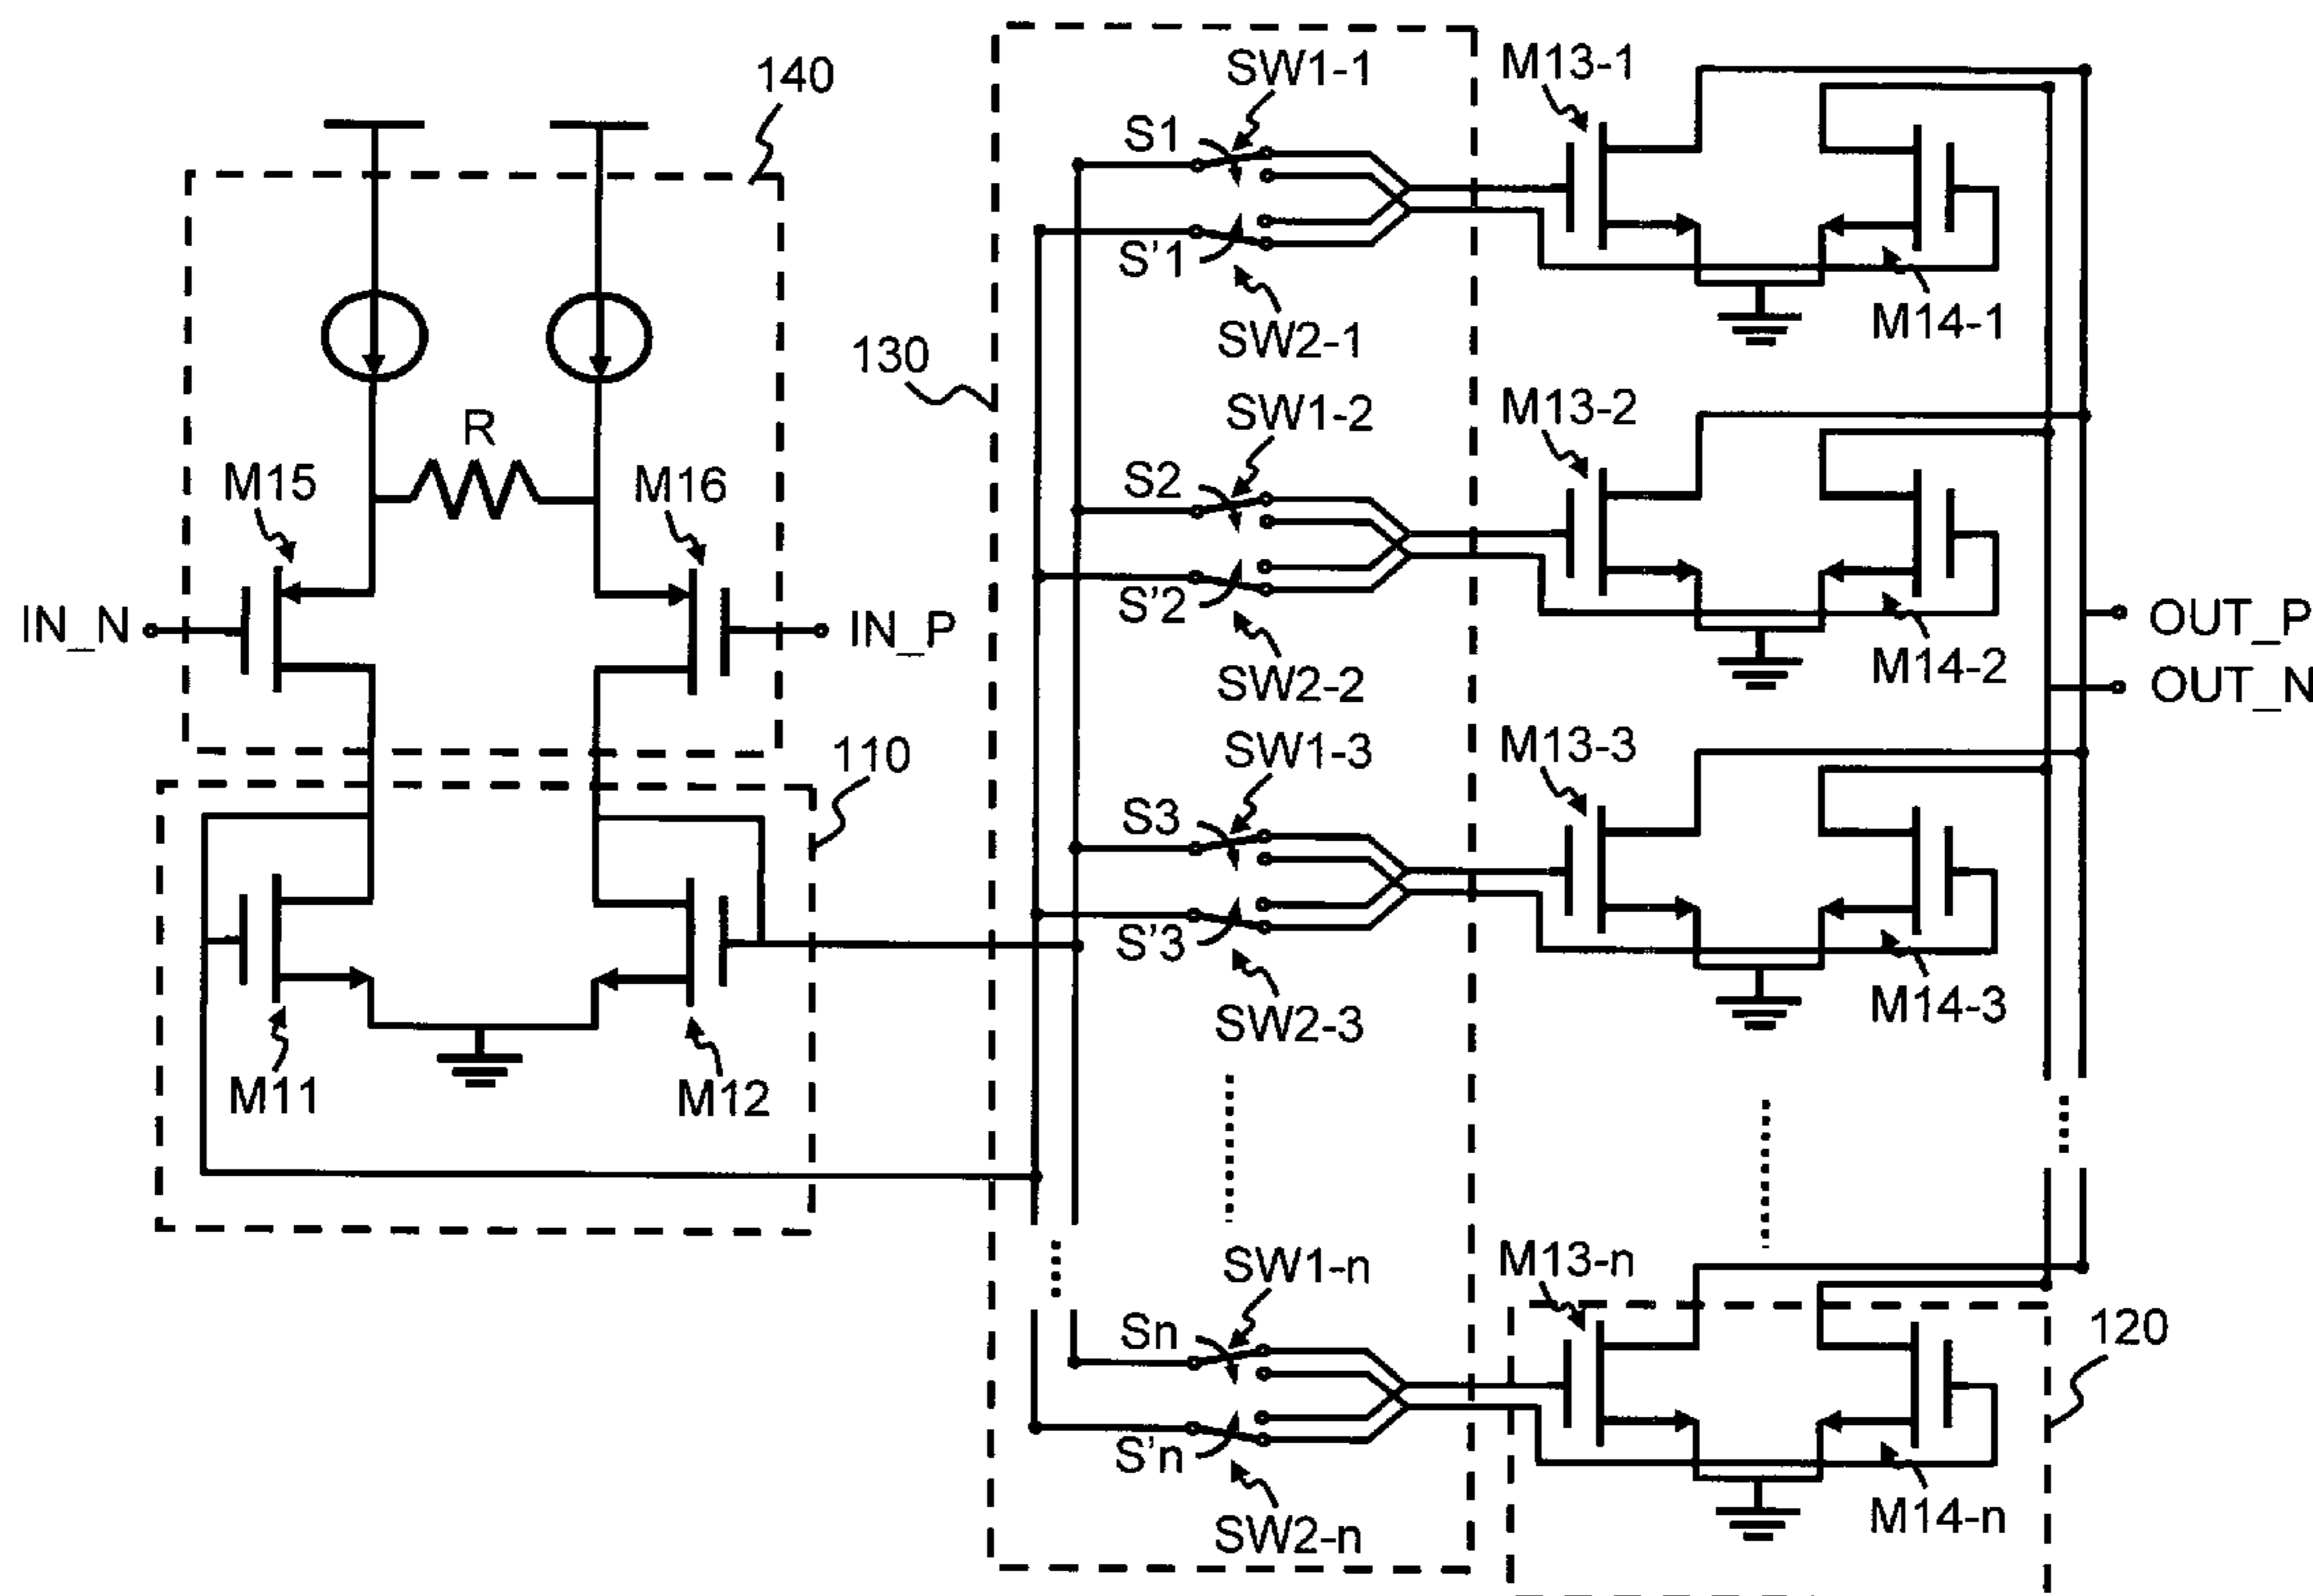 140
SW1-1
M13-1
S1
S'1
SW2-1
M14-1
130
R
M15
M16
SW1-2
M13-2
S2
S'2
SW2-2
M14-2
IN_N
IN_P
OUT_P
OUT_N
110
SW1-3
M13-3
S3
S'3
SW2-3
M14-3
M11
M12
SW1-n
M13-n
Sn
S'n
SW2-n
M14-n
120